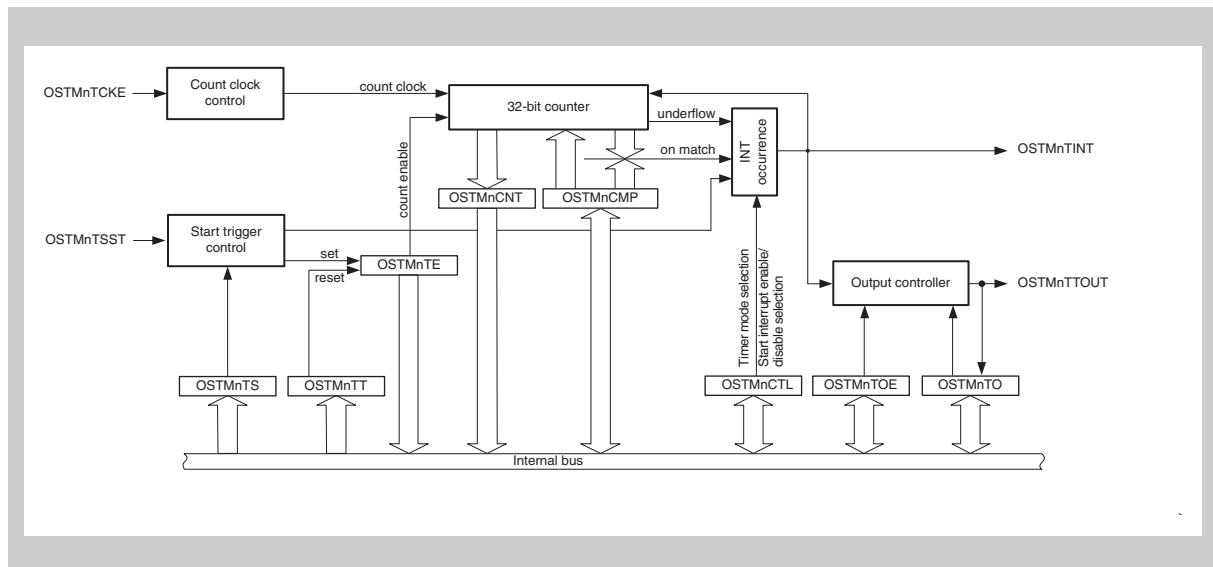 OSTMnTCKE
Count clock
control
count clock
32-bit counter
underflow
on match
INT
occurrence
OSTMnTINT
count enable
OSTMnCNT
OSTMnCMP
OSTMnTSST
Start trigger
control
set
reset
OSTMnTE
Timer mode selection
Start interrupt enable/
disable selection
Output controller
OSTMnTTOUT
OSTMnTS
OSTMnTT
OSTMnCTL
OSTMnTOE
OSTMnTO
Internal bus